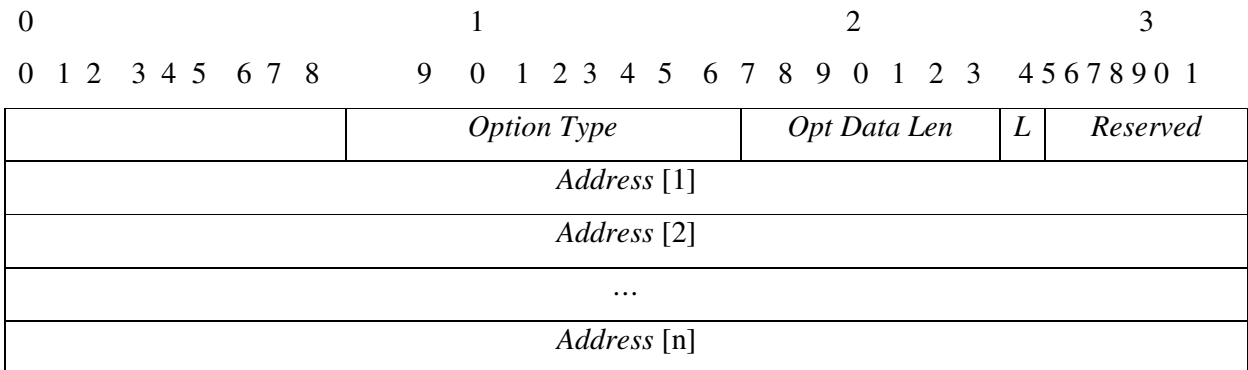 0 1 2 3
0 1 2 3 4 5 6 7 8 9 0 1 2 3 4 5 6 7 8 9 0 1 2 3 4 5 6 7 8 9 0 1
Option Type Opt Data Len L Reserved
Address [1]
Address [2]
...
Address [n]